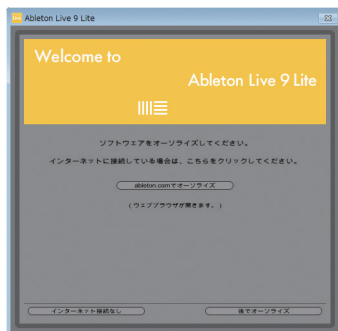 Ableton Live 9 Lite
Welcome to
Ableton Live 9 Lite
ソフトウェアをオーソライズしてください。
インターネットに接続している場合は、こちらをクリックしてください。
ableton.comでオーソライズ
(ウェブブラウザが開きます。)
インターネット接続なし
後でオーソライズ